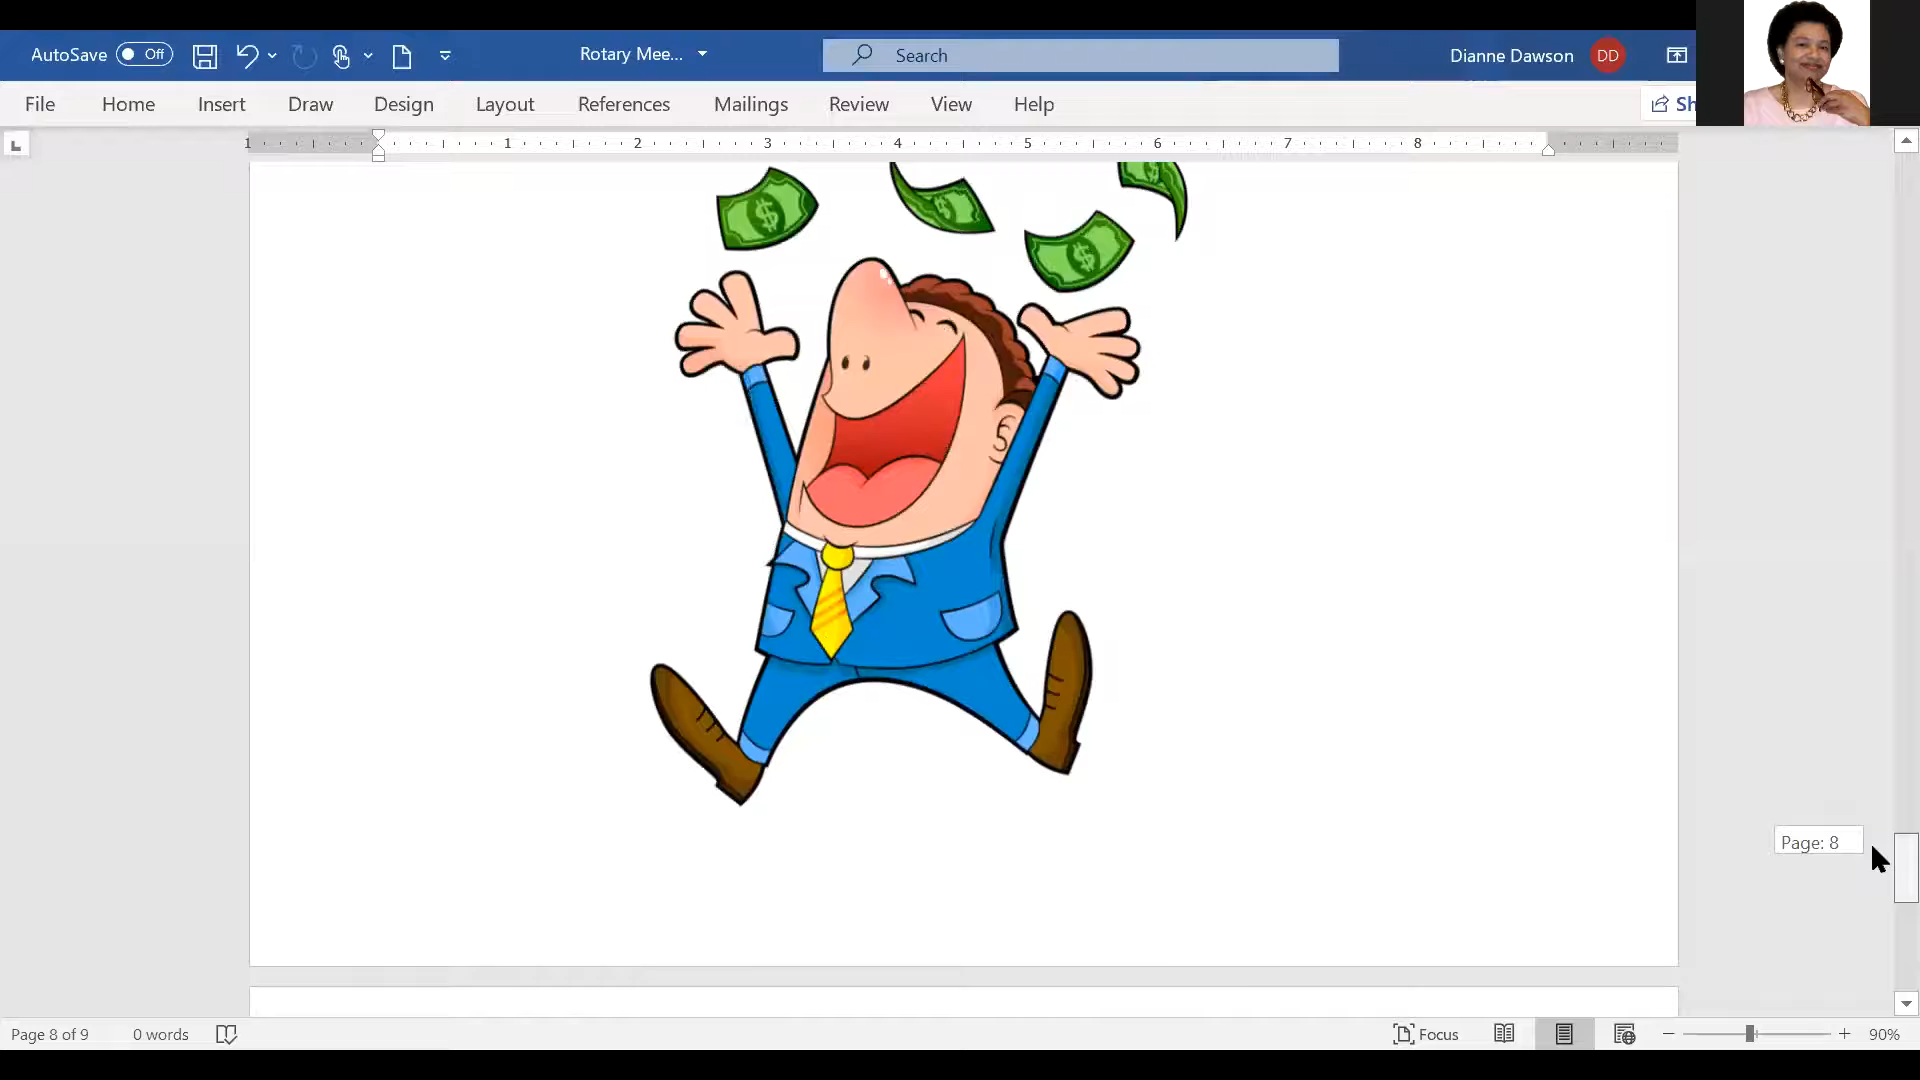 AutoSave Off Rotary Mee... Search Dianne Dawson DD
File Home Insert Draw Design Layout References Mailings Review View Help Sh
1 1 2 3 4 5 6 7 8
$ $ $ $
Page: 8
Page 8 of 9 0 words Focus 90%